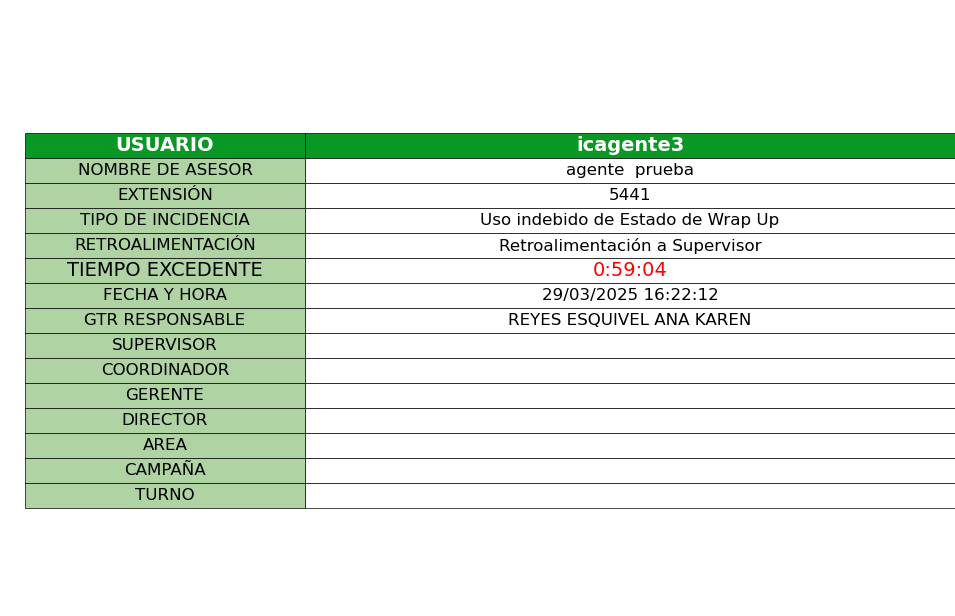 USUARIO icagente3
NOMBRE DE ASESOR agente  prueba
EXTENSIÓN 5441
TIPO DE INCIDENCIA Uso indebido de Estado de Wrap Up
RETROALIMENTACIÓN Retroalimentación a Supervisor
TIEMPO EXCEDENTE 0:59:04
FECHA Y HORA 29/03/2025 16:22:12
GTR RESPONSABLE REYES ESQUIVEL ANA KAREN
SUPERVISOR
COORDINADOR
GERENTE
DIRECTOR
AREA
CAMPAÑA
TURNO